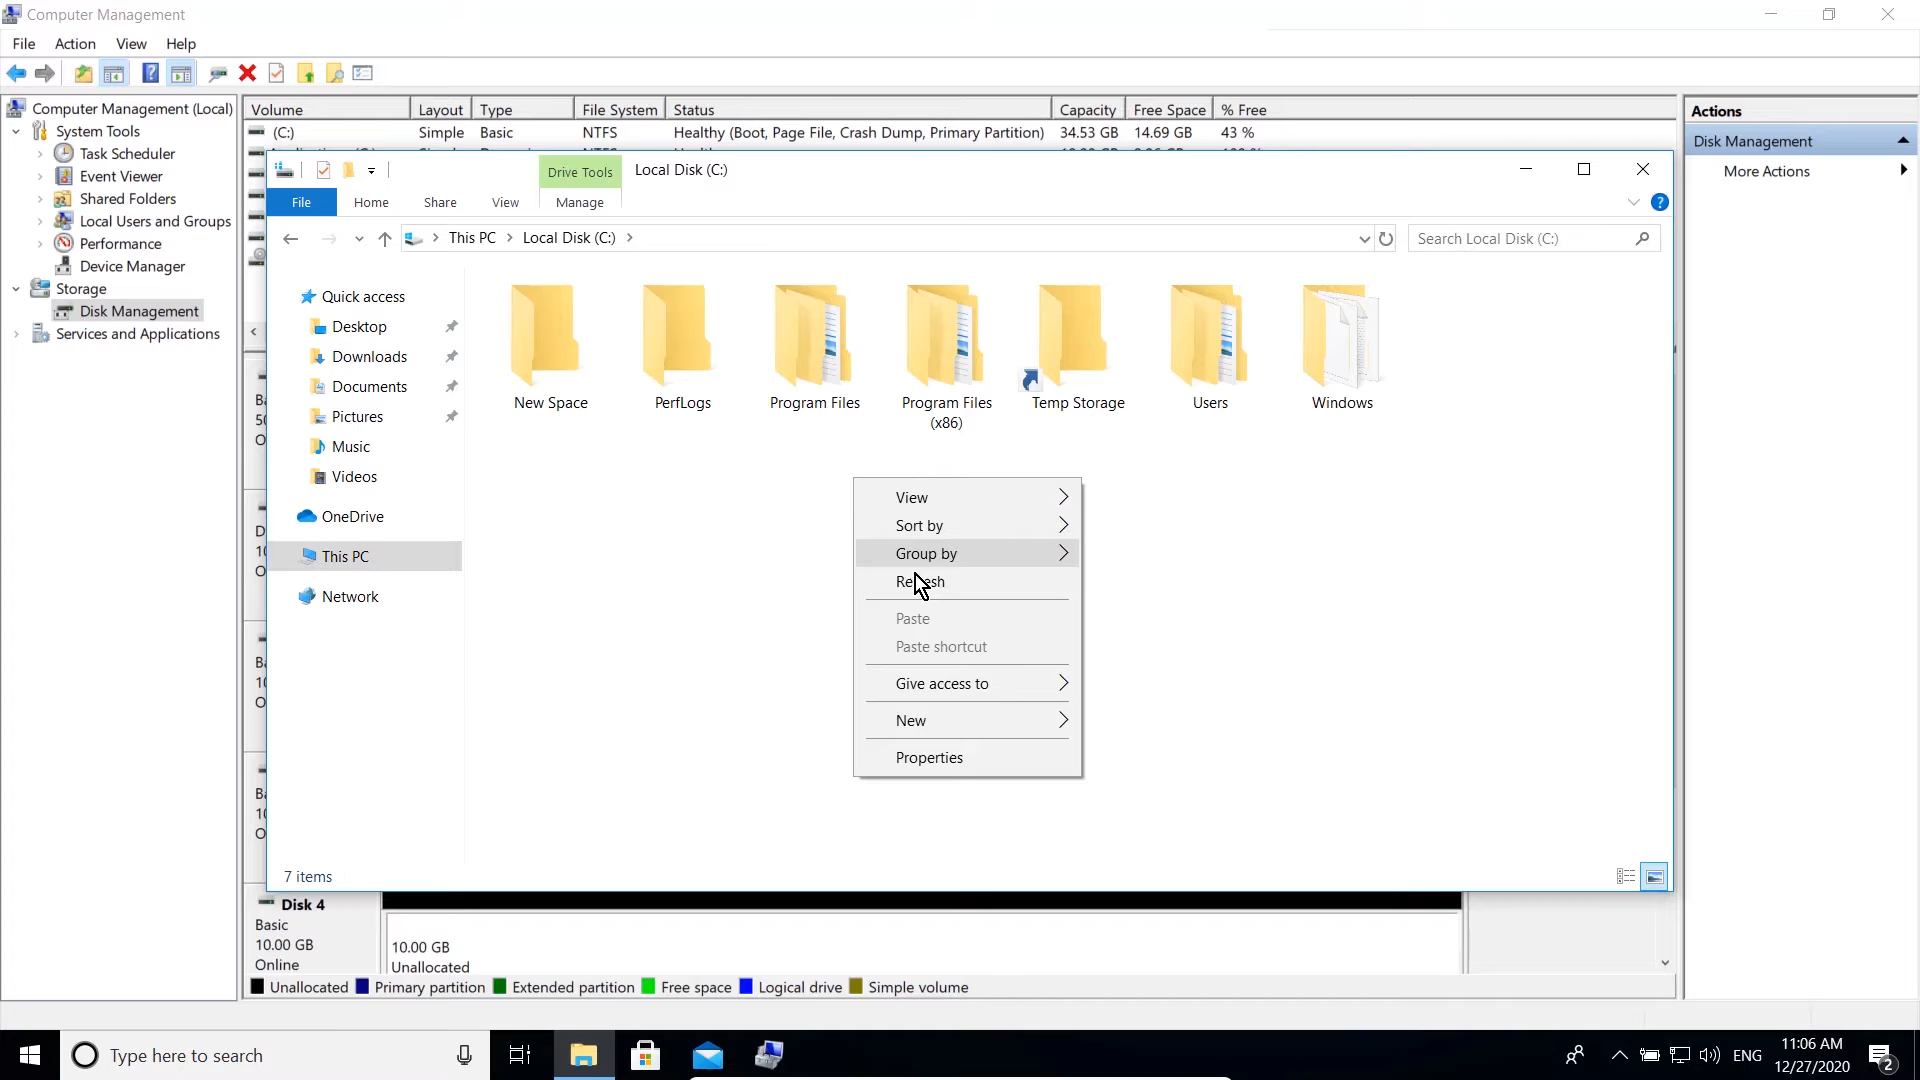 Computer Management
File Action View Help
Computer Management (Local)
System Tools
Task Scheduler
Event Viewer
Shared Folders
Local Users and Groups
Performance
Device Manager
Storage
Disk Management
Services and Applications
Volume Layout Type File System Status Capacity Free Space % Free
(C:) Simple Basic NTFS Healthy (Boot, Page File, Crash Dump, Primary Partition) 34.53 GB 14.69 GB 43 %
Actions
Disk Management
More Actions
Drive Tools Local Disk (C:)
File Home Share View Manage
This PC Local Disk (C:) Search Local Disk (C:)
Quick access
Desktop
Downloads
Documents
Pictures
Music
Videos
OneDrive
This PC
Network
New Space PerfLogs Program Files Program Files (x86) Temp Storage Users Windows
View
Sort by
Group by
Refresh
Paste
Paste shortcut
Give access to
New
Properties
7 items
Disk 4
Basic
10.00 GB
Online
10.00 GB
Unallocated
Unallocated Primary partition Extended partition Free space Logical drive Simple volume
Type here to search
ENG
11:06 AM
12/27/2020
2